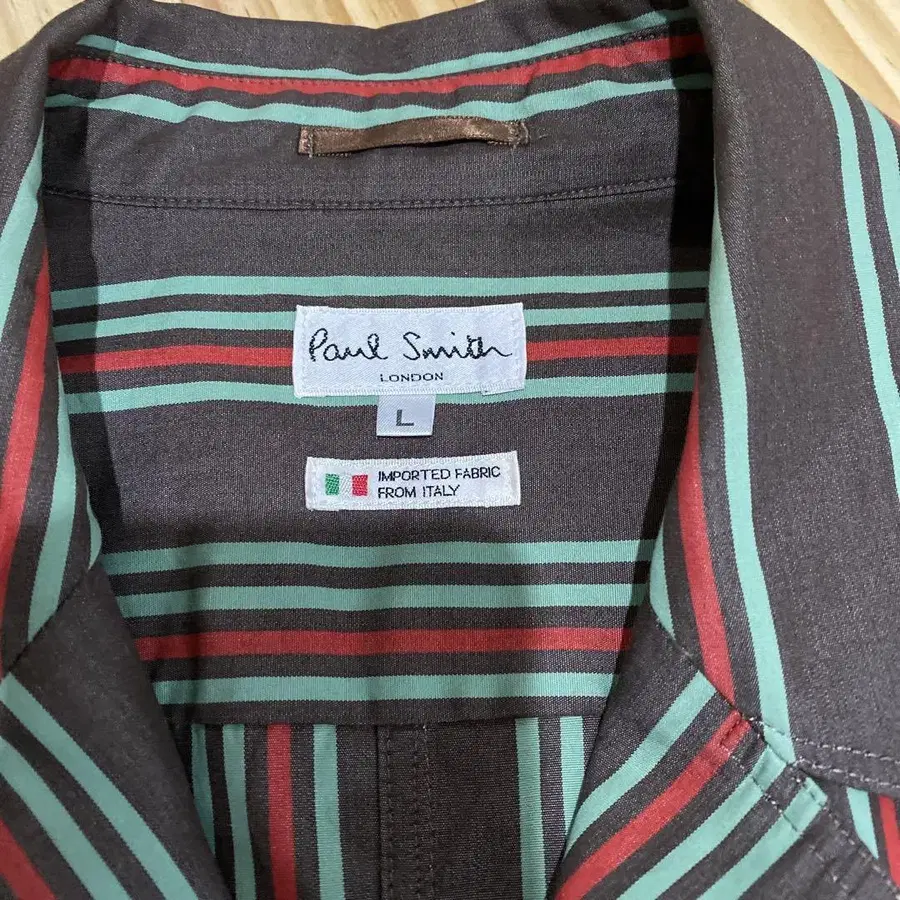 Paul Smith
LONDON
L
IMPORTED FABRIC
FROM ITALY